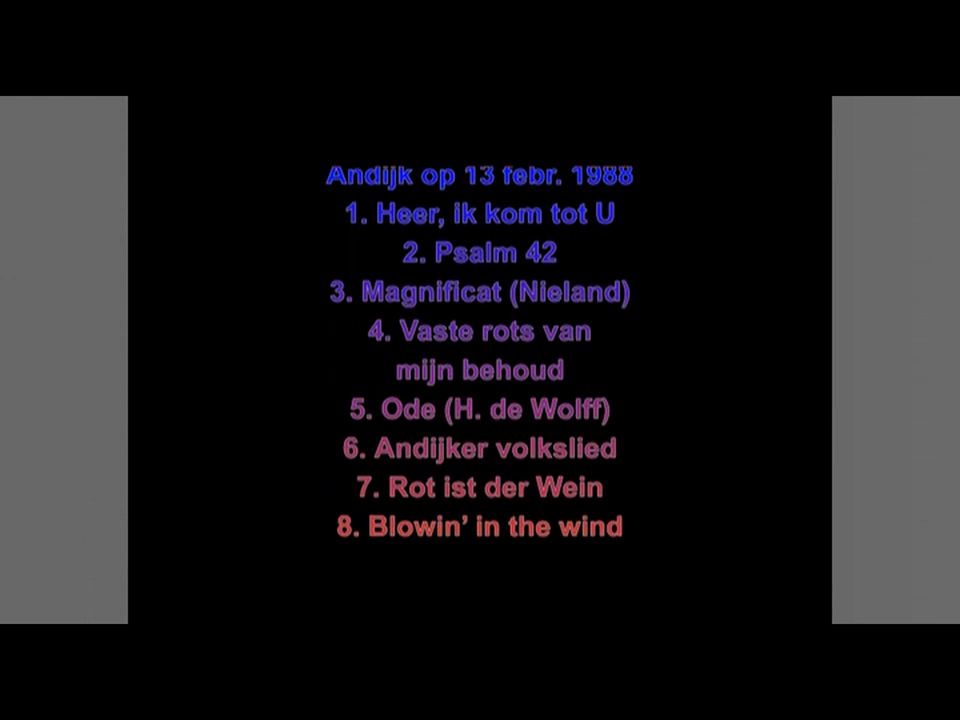 Andijk op 13 febr. 1988
1. Heer, ik kom tot U
2. Psalm 42
3. Magnificat (Nieland)
4. Vaste rots van
mijn behoud
5. Ode (H. de Wolff)
6. Andijker volkslied
7. Rot ist der Wein
8. Blowin’ in the wind